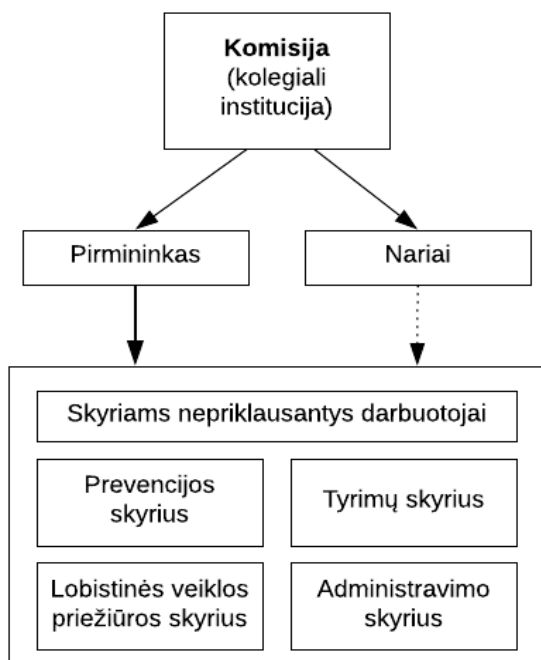 Komisija
(kolegiali
institucija)
Pirmininkas
Nariai
Skyriams nepriklausantys darbuotojai
Prevencijos
skyrius
Tyrimų skyrius
Lobistinės veiklos
priežiūros skyrius
Administravimo
skyrius